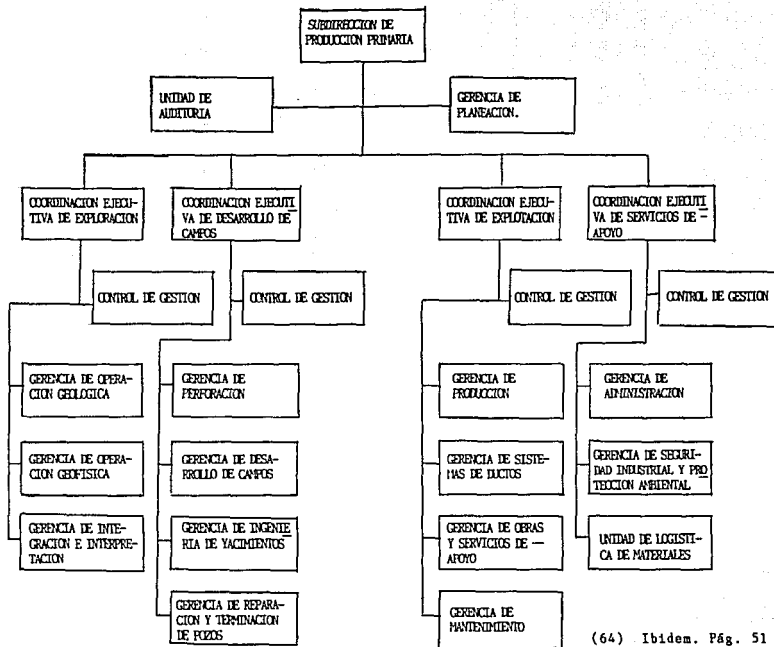 SUBDIRECCION DE
PRODUCCION PRIMARIA
UNIDAD DE
AUDITORIA
GERENCIA DE
PLANEACION.
COORDINACION EJECU-
TIVA DE EXPLORACION
COORDINACION EJECUTI
VA DE DESARROLLO DE
CAMPOS
COORDINACION EJECU-
TIVA DE EXPLOTACION
COORDINACION EJECUTI
VA DE SERVICIOS DE —
APOYO
CONTROL DE GESTION
CONTROL DE GESTION
CONTROL DE GESTION
CONTROL DE GESTION
GERENCIA DE OPERA-
CION GEOLOGICA
GERENCIA DE
PERFORACION
GERENCIA DE
PRODUCCION
GERENCIA DE
ADMINISTRACION
GERENCIA DE OPERA-
CION GEOFISICA
GERENCIA DE DESA-
RROLLO DE CAMPOS
GERENCIA DE SISTE-
MAS DE DUCTOS
GERENCIA DE SEGURI-
DAD INDUSTRIAL Y PRO
TECCION AMBIENTAL
GERENCIA DE INTE-
GRACION E INTERPRE-
TACION
GERENCIA DE INGENIE
RIA DE YACIMIENTOS
GERENCIA DE OBRAS
Y SERVICIOS DE —
APOYO
UNIDAD DE LOGISTI-
CA DE MATERIALES
GERENCIA DE REPARA-
CION Y TERMINACION
DE POZOS
GERENCIA DE
MANTENIMIENTO
(64) Ibidem. Pág. 51